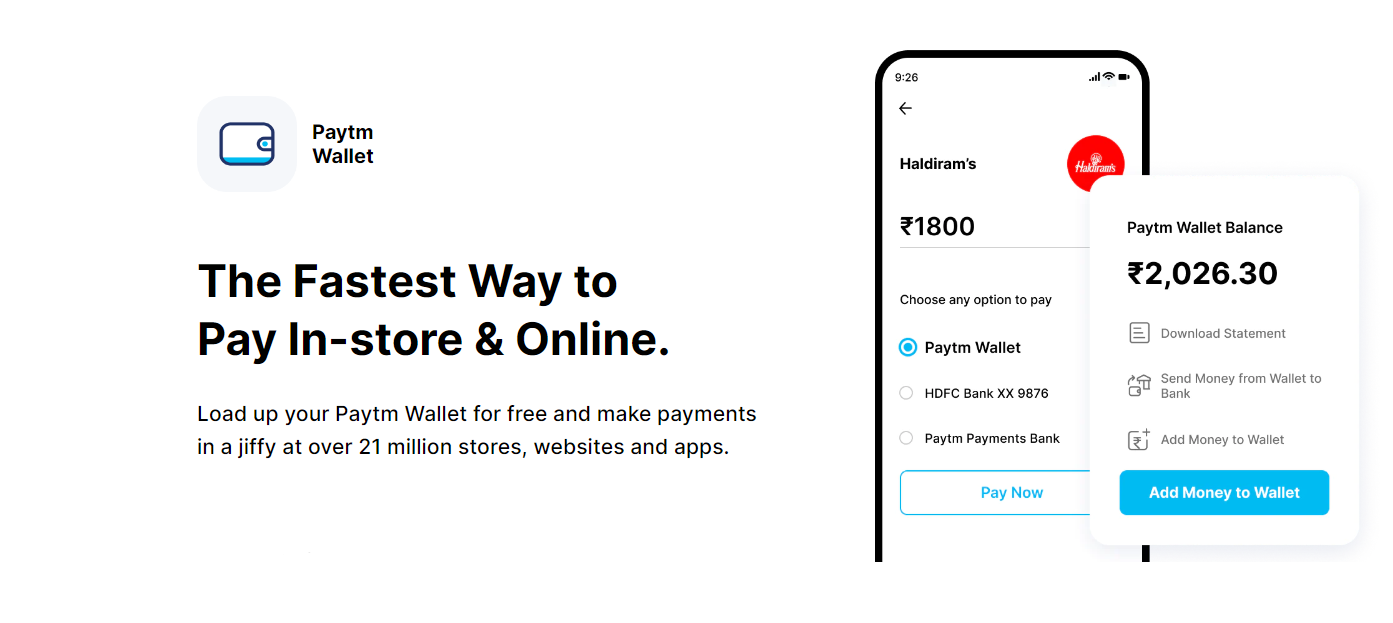 Paytm
Wallet
The Fastest Way to
Pay In-store & Online.
Load up your Paytm Wallet for free and make payments
in a jiffy at over 21 million stores, websites and apps.
9:26
Haldiram’s
Haldiram's
₹1800
Choose any option to pay
Paytm Wallet
HDFC Bank XX 9876
Paytm Payments Bank
Pay Now
Paytm Wallet Balance
₹2,026.30
Download Statement
Send Money from Wallet to
Bank
Add Money to Wallet
Add Money to Wallet